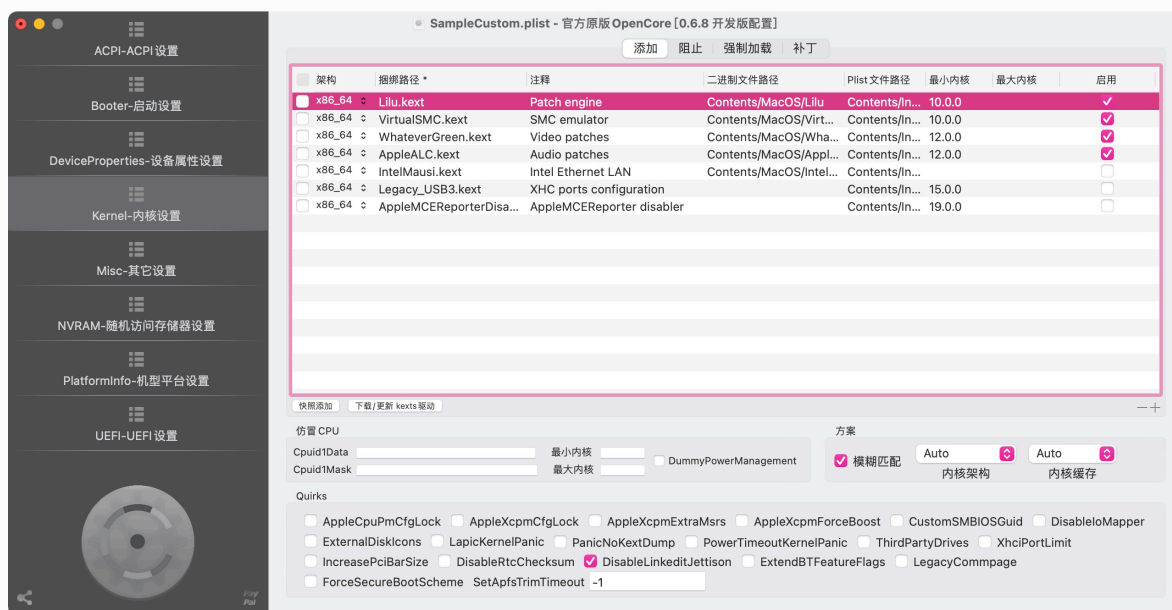 SampleCustom.plist - 官方原版OpenCore [0.6.8 开发版配置]
ACPI-ACPI 设置
Booter-启动设置
DeviceProperties-设备属性设置
Kernel-内核设置
Misc-其它设置
NVRAM-随机访问存储器设置
PlatformInfo-机型平台设置
UEFI-UEFI 设置
Pay
Pal
添加 阻止 强制加载 补丁
架构 捆绑路径 * 注释 二进制文件路径 Plist 文件路径 最小内核 最大内核 启用
x86_64 Lilu.kext Patch engine Contents/MacOS/Lilu Contents/In... 10.0.0
x86_64 VirtualSMC.kext SMC emulator Contents/MacOS/Virt... Contents/In... 10.0.0
x86_64 WhateverGreen.kext Video patches Contents/MacOS/Wha... Contents/In... 12.0.0
x86_64 AppleALC.kext Audio patches Contents/MacOS/Appl... Contents/In... 12.0.0
x86_64 IntelMausi.kext Intel Ethernet LAN Contents/MacOS/Intel... Contents/In...
x86_64 Legacy_USB3.kext XHC ports configuration Contents/In... 15.0.0
x86_64 AppleMCEReporterDisa... AppleMCEReporter disabler Contents/In... 19.0.0
快照添加 下载/更新 kexts 驱动
仿冒 CPU 方案
Cpuid1Data 最小内核
Cpuid1Mask 最大内核
DummyPowerManagement
模糊匹配 Auto Auto
内核架构 内核缓存
Quirks
AppleCpuPmCfgLock AppleXcpmCfgLock AppleXcpmExtraMsrs AppleXcpmForceBoost CustomSMBIOSGuid DisableIoMapper
ExternalDiskIcons LapicKernelPanic PanicNoKextDump PowerTimeoutKernelPanic ThirdPartyDrives XhciPortLimit
IncreasePciBarSize DisableRtcChecksum DisableLinkeditJettison ExtendBTFeatureFlags LegacyCommpage
ForceSecureBootScheme SetApfsTrimTimeout -1